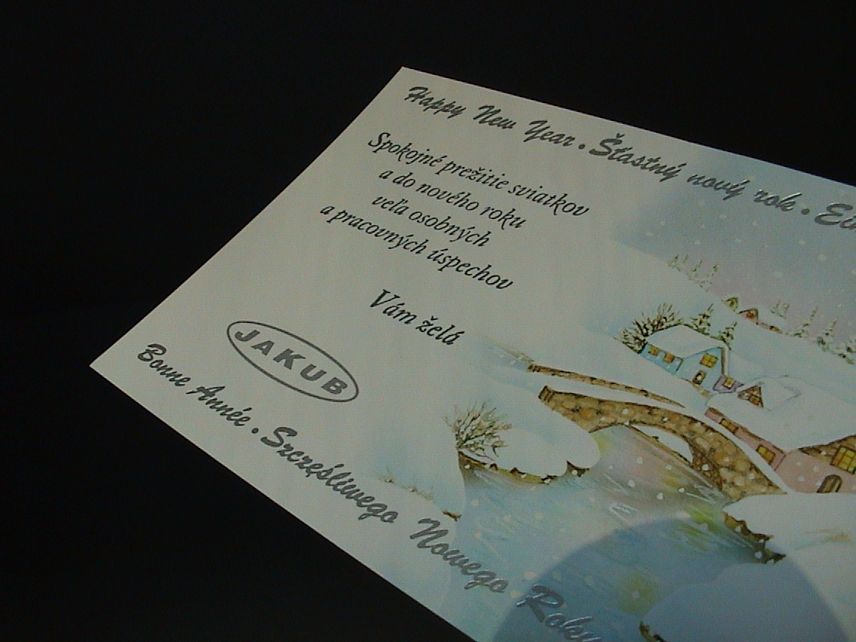 Happy New Year • Šťastný nový rok •
Spokojné prežitie sviatkov
a do nového roku
veľa osobných
a pracovných úspechov
Vám želá
JAKUB
Bonne Année • Szczęśliwego Nowego Roku